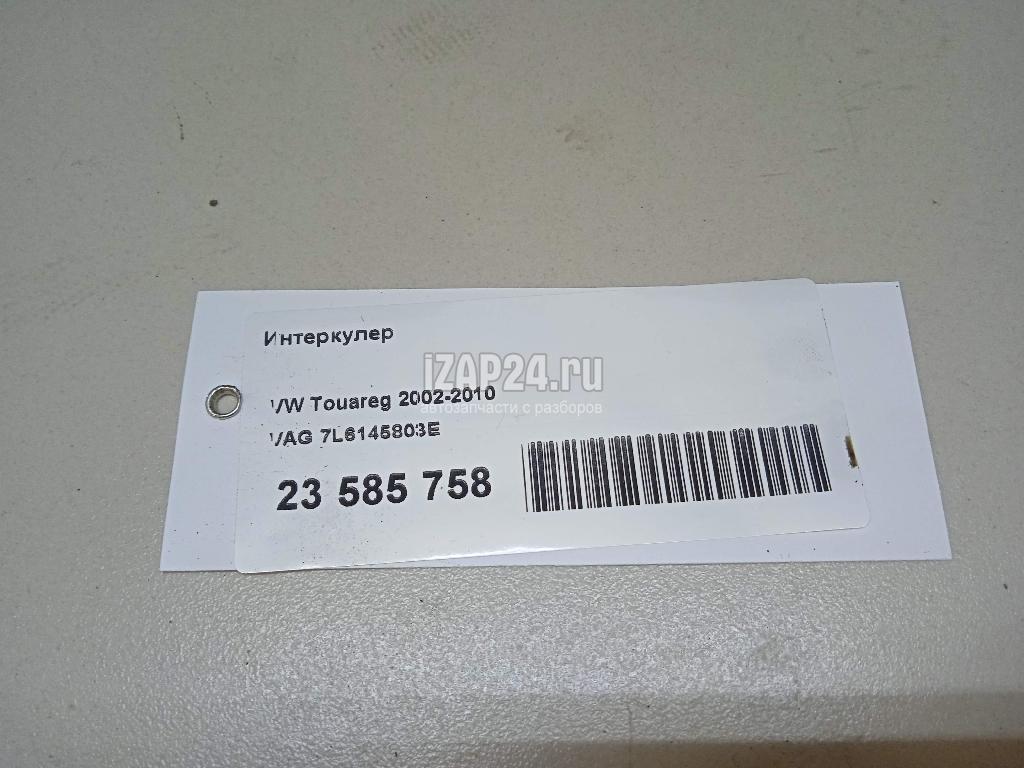 Интеркулер
iZAP24.ru
VW Touareg 2002-2010
автозапчасти с разборов
VAG 7L6145803E
23 585 758